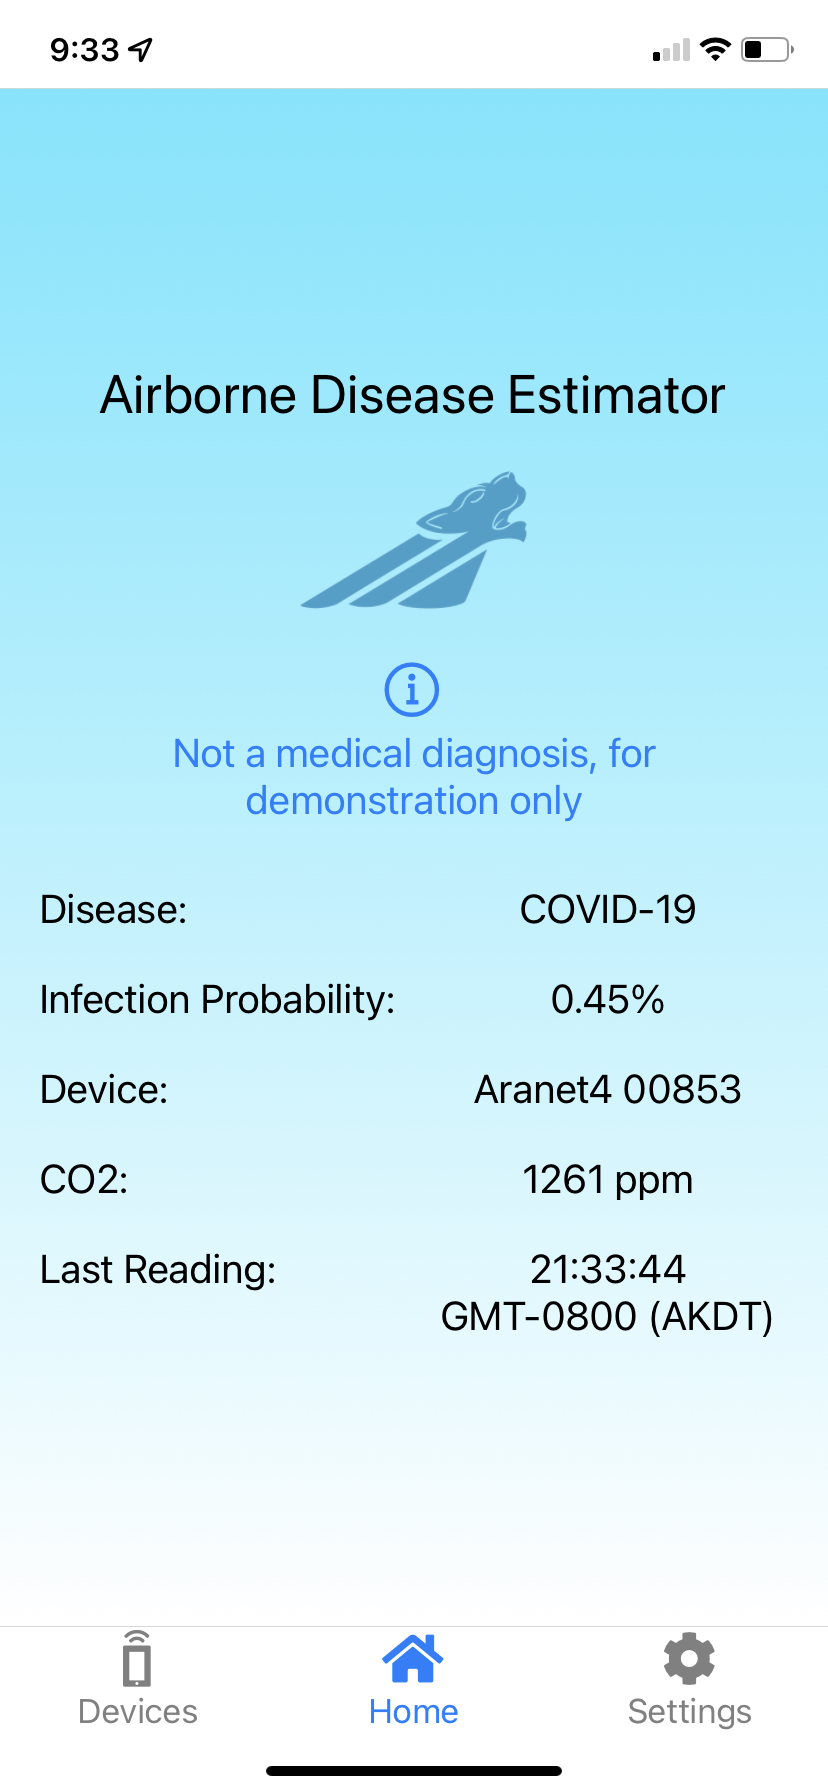 9:33
Airborne Disease Estimator
Not a medical diagnosis, for
demonstration only
Disease: COVID-19
Infection Probability: 0.45%
Device: Aranet4 00853
CO2: 1261 ppm
Last Reading: 21:33:44
GMT-0800 (AKDT)
Devices Home Settings